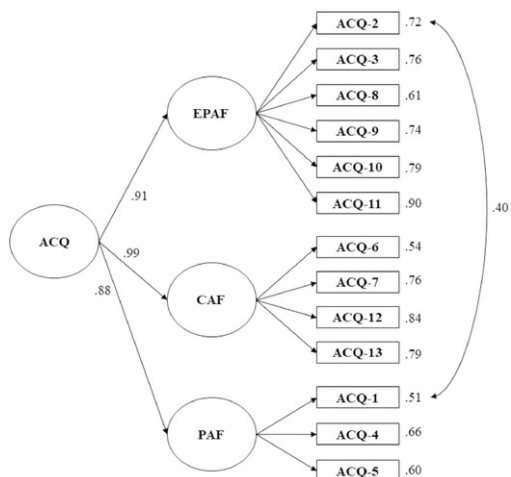 ACQ-2 .72
ACQ-3 .76
ACQ-8 .61
EPAF
ACQ-9 .74
ACQ-10 .79
ACQ-11 .90
.91
.40
ACQ
ACQ-6 .54
.99
ACQ-7 .76
.88
CAF
ACQ-12 .84
ACQ-13 .79
ACQ-1 .51
PAF
ACQ-4 .66
ACQ-5 .60